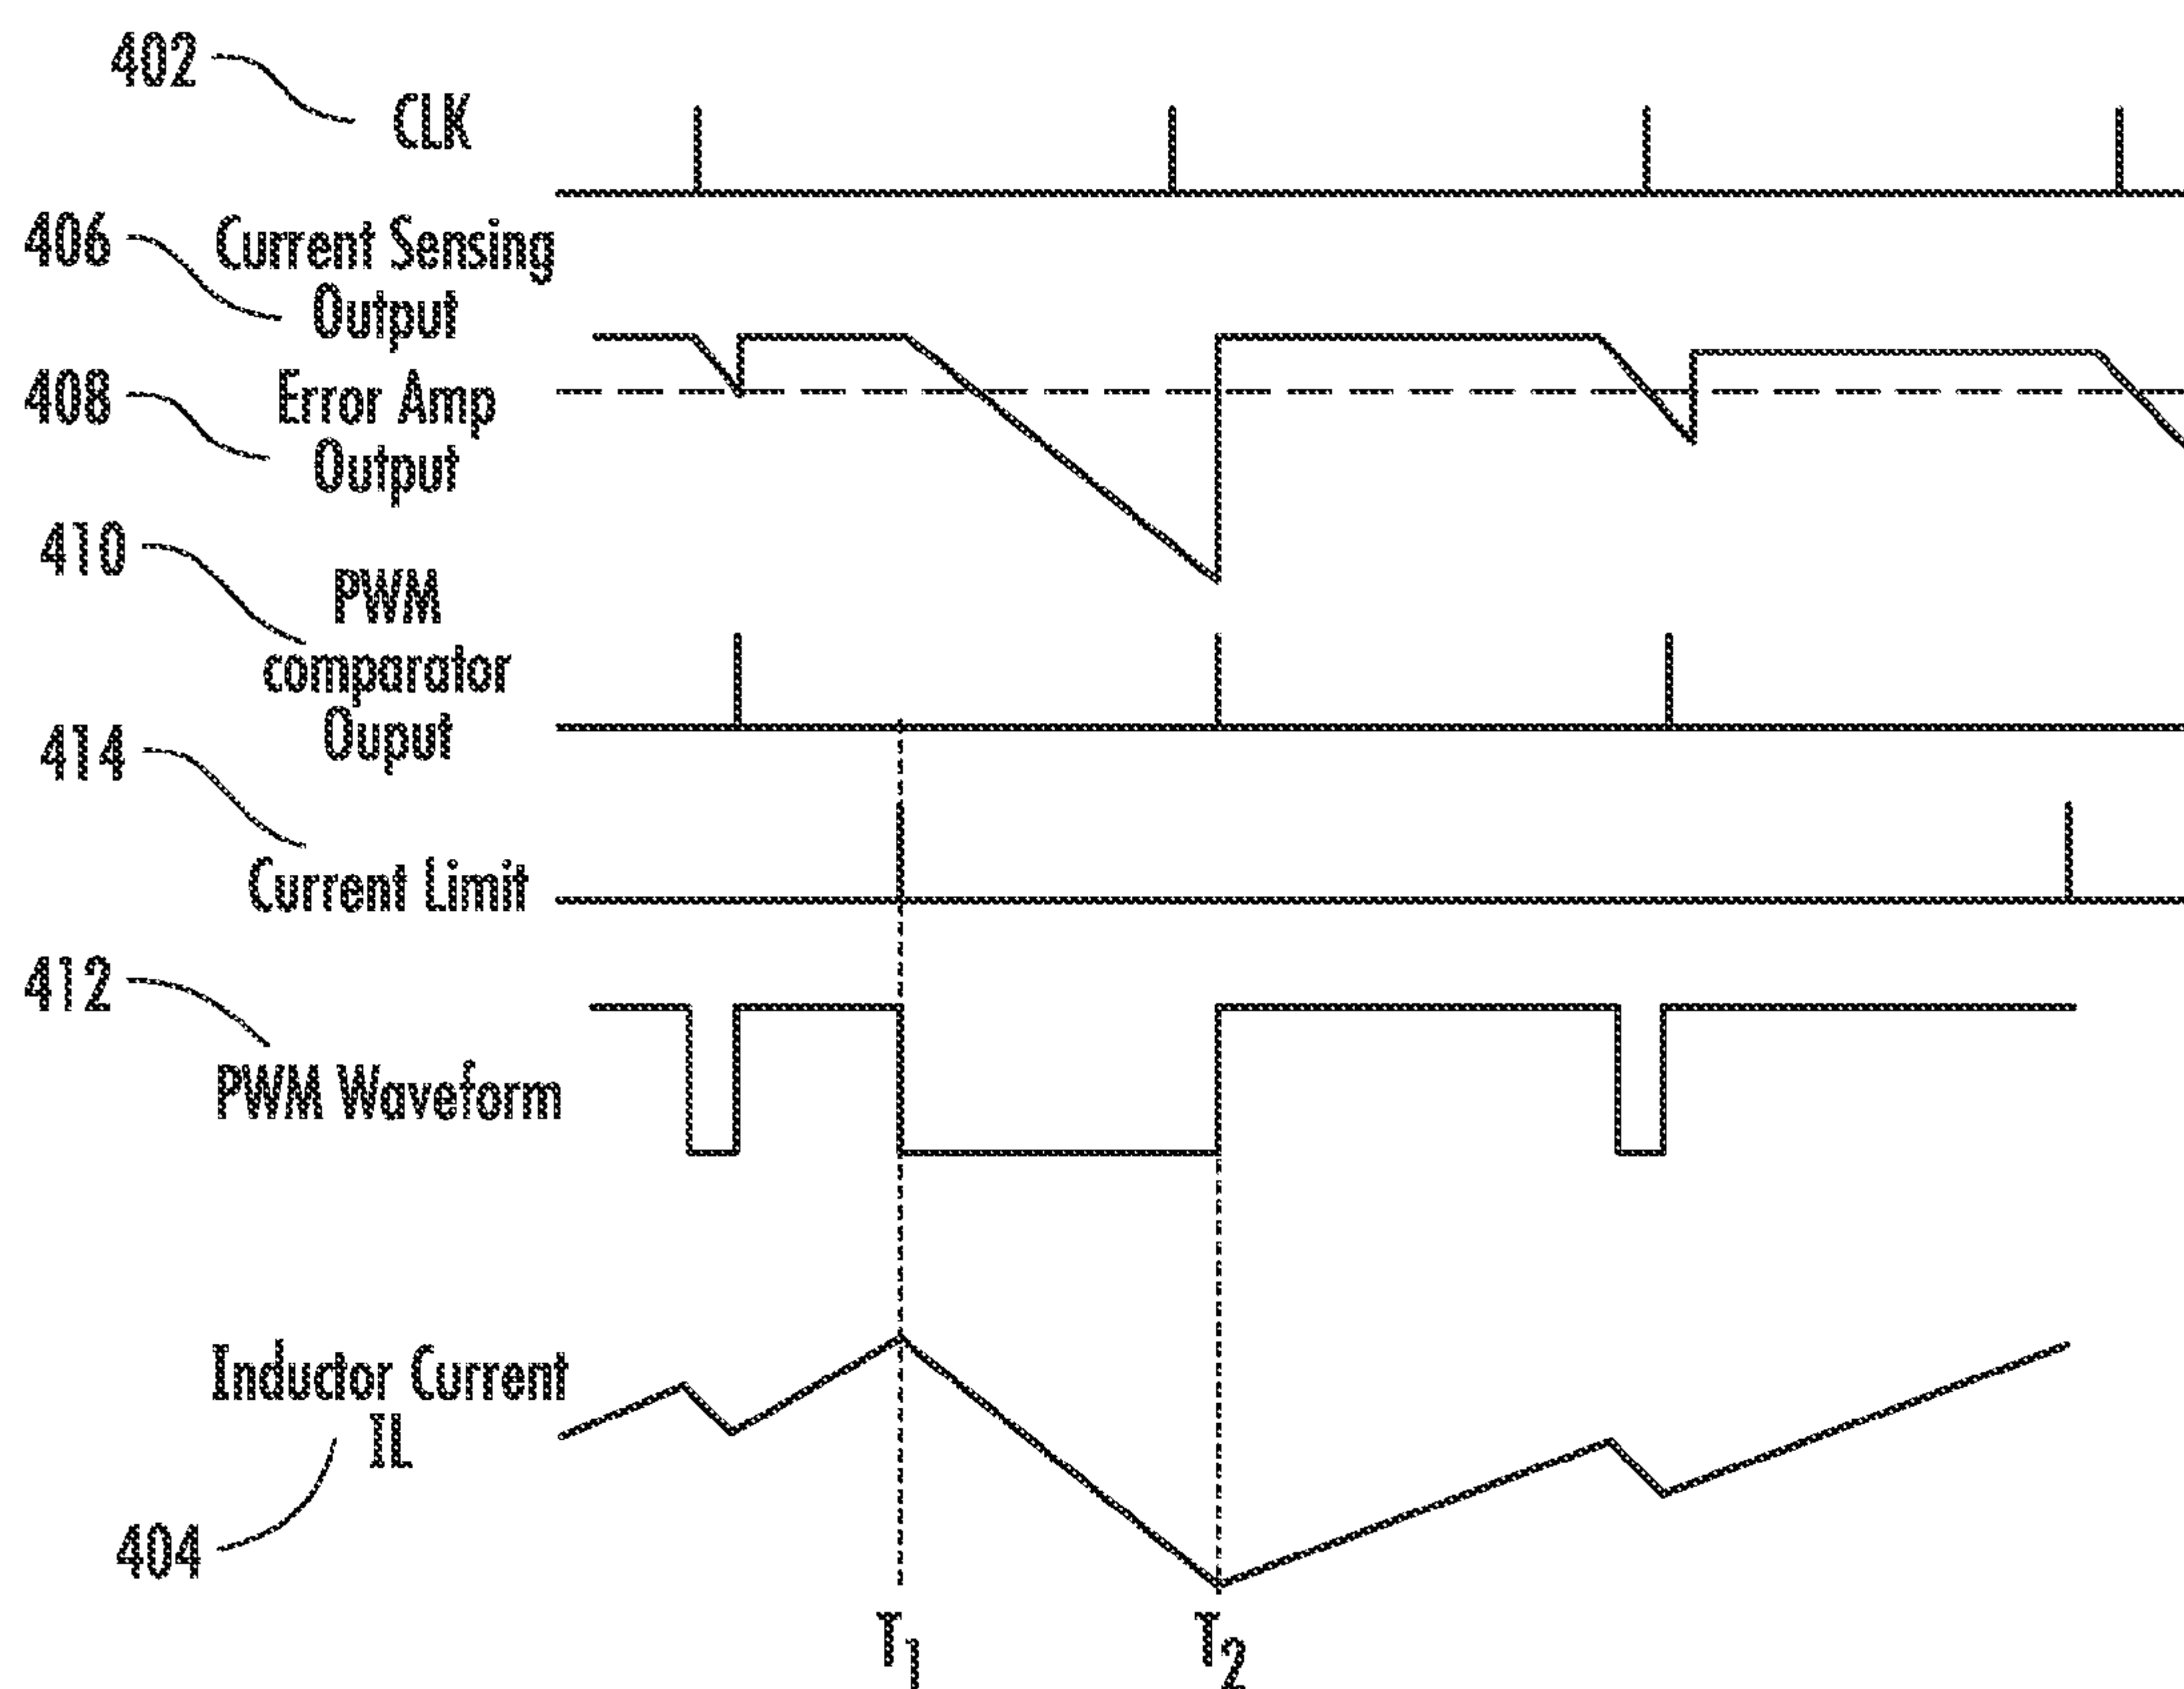 402
CLK
406
Current Sensing
Output
408
Error Amp
Output
410
PWM
comparator
Ouput
414
Current Limit
412
PWM Waveform
Inductor Current
IL
404
T1
T2